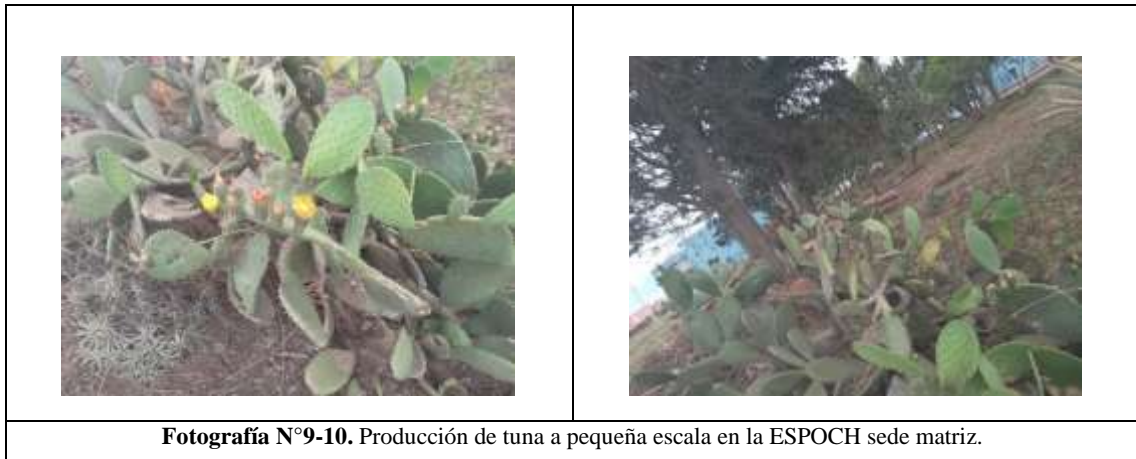 Fotografía N°9-10. Producción de tuna a pequeña escala en la ESPOCH sede matriz.